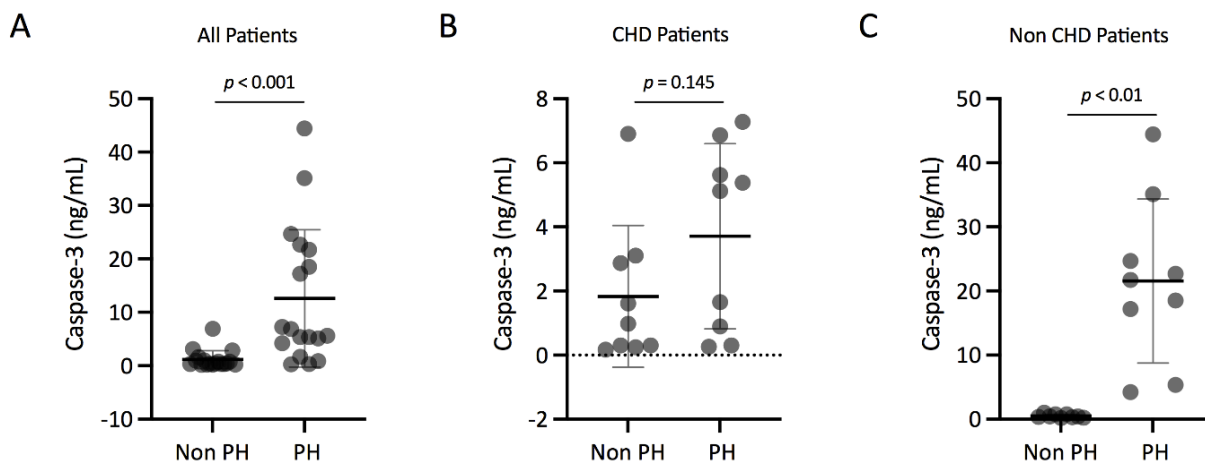 A
All Patients
p < 0.001
Caspase-3 (ng/mL)
50
40
30
20
10
0
-10
Non PH
PH
B
CHD Patients
p = 0.145
Caspase-3 (ng/mL)
8
6
4
2
0
-2
Non PH
PH
C
Non CHD Patients
p < 0.01
Caspase-3 (ng/mL)
50
40
30
20
10
0
Non PH
PH